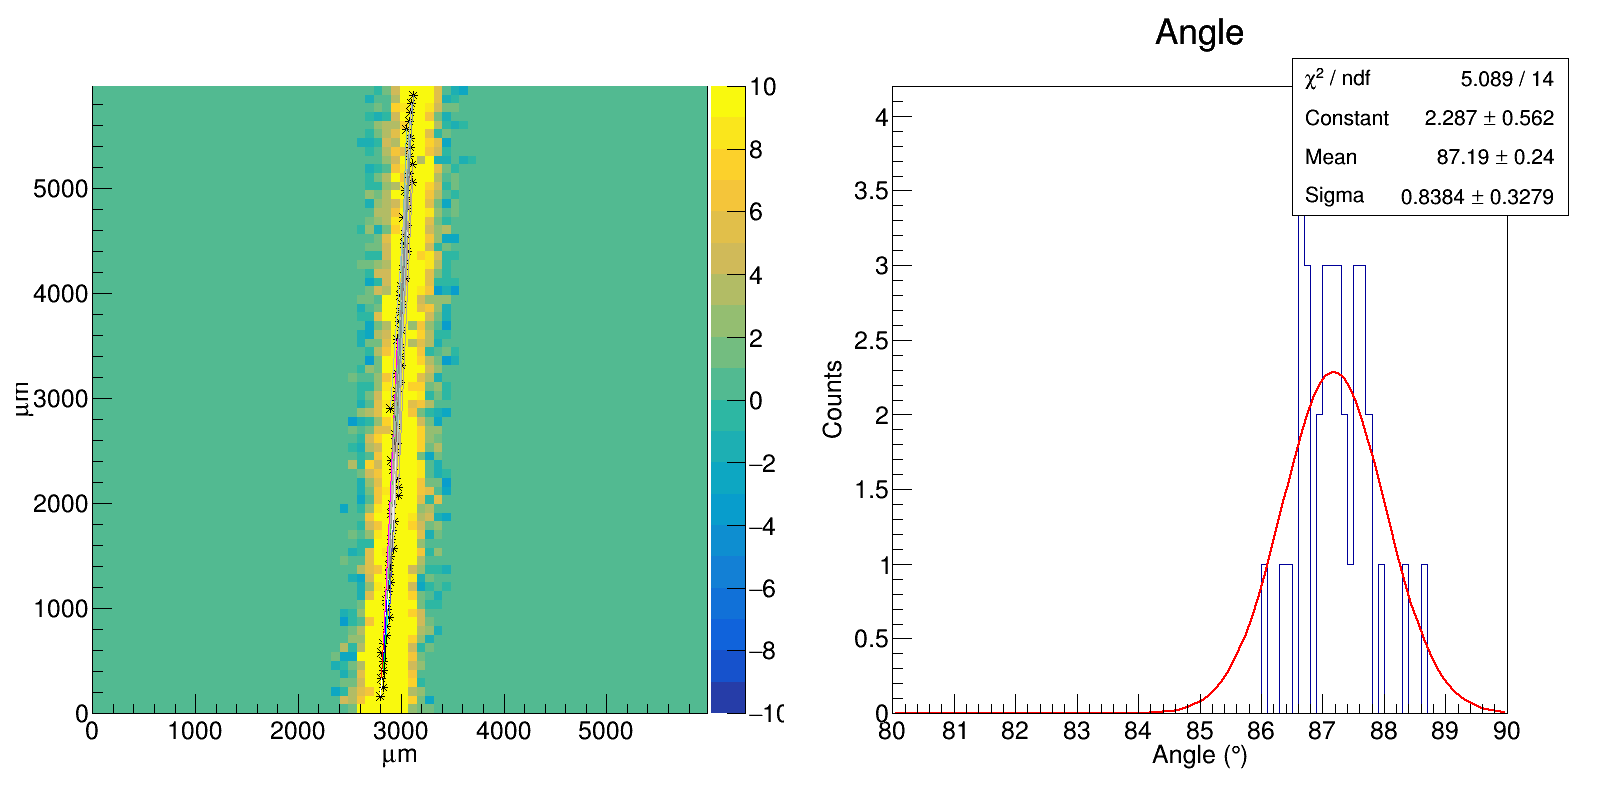 Angle
χ² / ndf 5.089 / 14
Constant 2.287 ± 0.562
Mean 87.19 ± 0.24
Sigma 0.8384 ± 0.3279
5000
4000
3000
2000
1000
0
μm
0 1000 2000 3000 4000 5000
μm
10
8
6
4
2
0
−2
−4
−6
−8
−10
4
3.5
3
2.5
2
1.5
1
0.5
0
Counts
80 81 82 83 84 85 86 87 88 89 90
Angle (°)